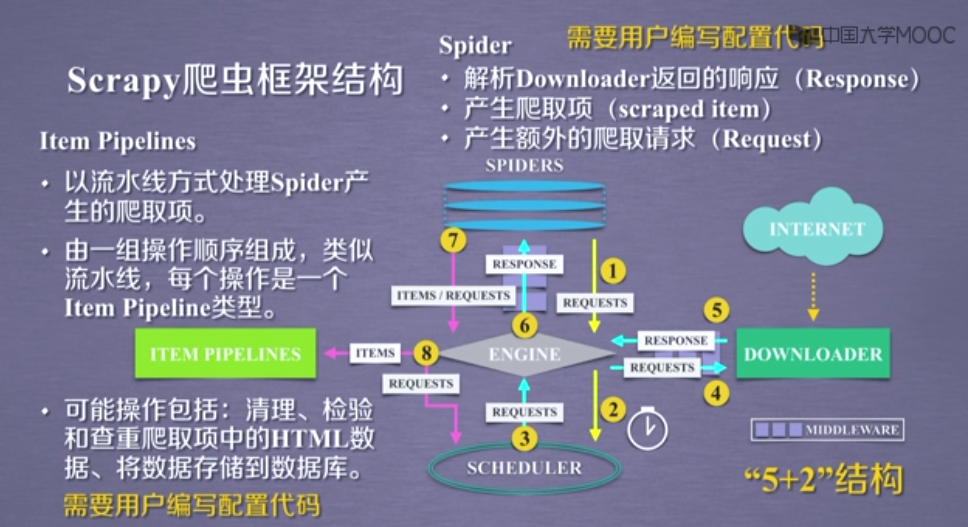 中国大学MOOC
需要用户编写配置代码
Scrapy爬虫框架结构
Spider
• 解析Downloader返回的响应（Response）
• 产生爬取项（scraped item）
• 产生额外的爬取请求（Request）
Item Pipelines
• 以流水线方式处理Spider产
生的爬取项。
• 由一组操作顺序组成，类似
流水线，每个操作是一个
Item Pipeline类型。
• 可能操作包括：清理、检验
和查重爬取项中的HTML数
据、将数据存储到数据库。
需要用户编写配置代码
SPIDERS
INTERNET
7
RESPONSE
1
ITEMS / REQUESTS
REQUESTS
6
5
ITEM PIPELINES
ITEMS
8
ENGINE
RESPONSE
REQUESTS
DOWNLOADER
4
REQUESTS
REQUESTS
2
3
MIDDLEWARE
SCHEDULER
“5+2”结构